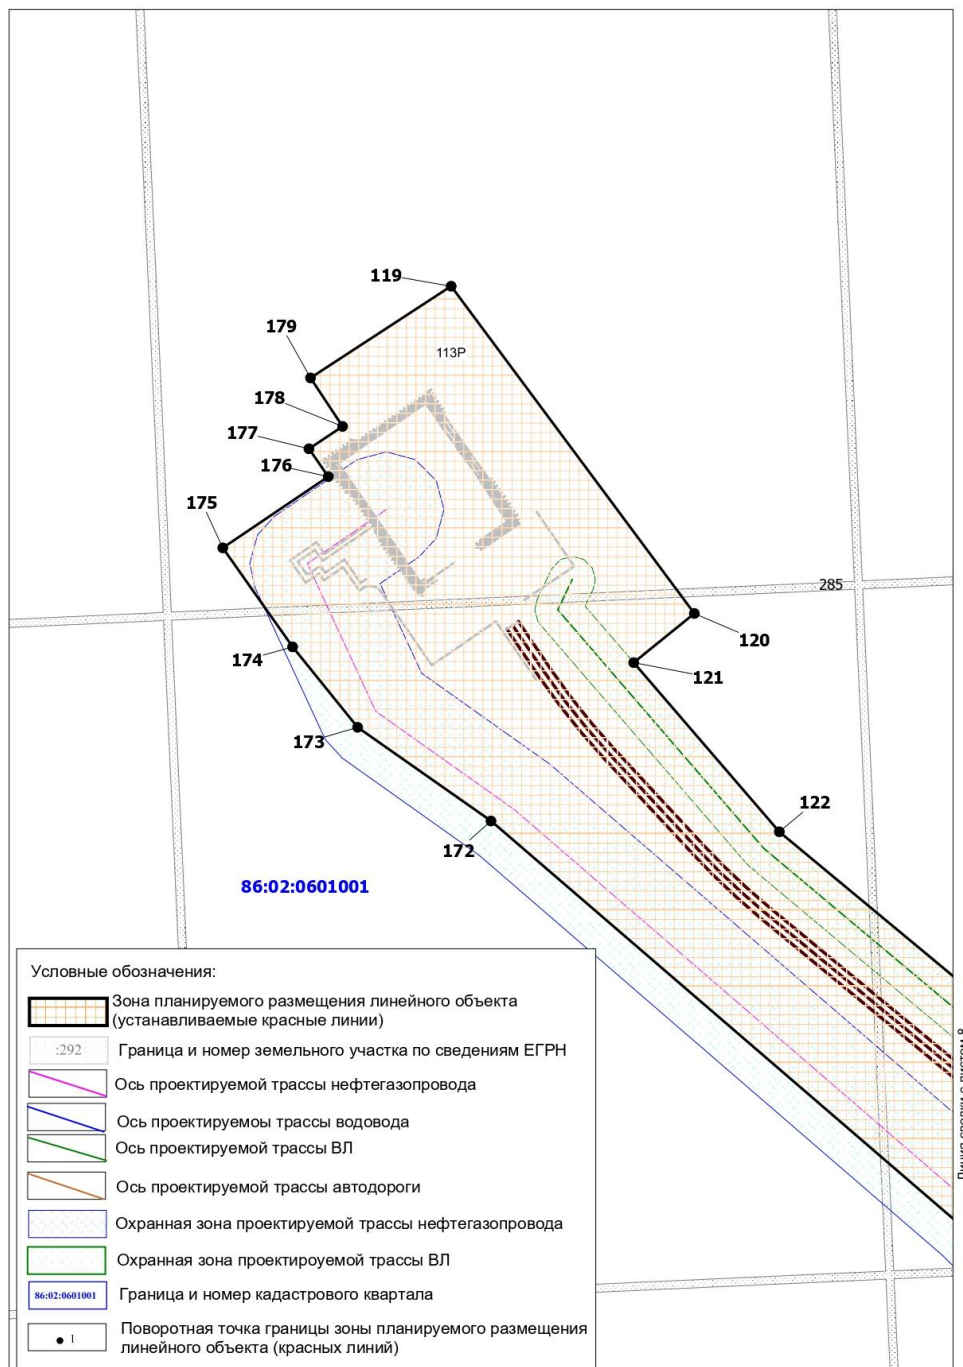 119
179
113Р
178
177
176
175
285
120
174
121
173
122
172
86:02:0601001
Линия сводки с листом 8
Условные обозначения:
Зона планируемого размещения линейного объекта
(устанавливаемые красные линии)
:292
Граница и номер земельного участка по сведениям ЕГРН
Ось проектируемой трассы нефтегазопровода
Ось проектируемоы трассы водовода
Ось проектируемой трассы ВЛ
Ось проектируемой трассы автодороги
Охранная зона проектируемой трассы нефтегазопровода
Охранная зона проектироуемой трассы ВЛ
86:02:0601001
Граница и номер кадастрового квартала
1
Поворотная точка границы зоны планируемого размещения
линейного объекта (красных линий)